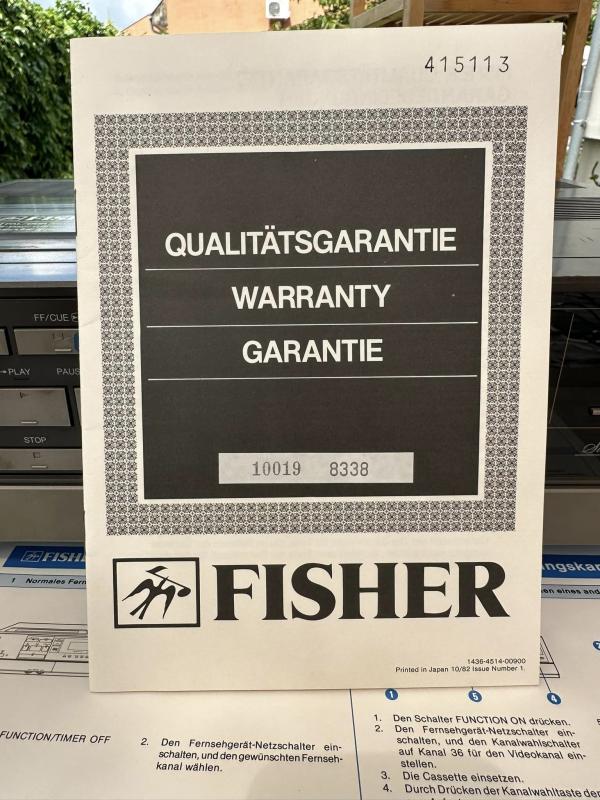 415113
QUALITÄTSGARANTIE
WARRANTY
GARANTIE
10019 8338
FISHER
1436-4514-00900
Printed in Japan 10/82 Issue Number 1.
FF/CUE
PLAY
STOP
FISHER
1 Normales
1
5
4
FUNCTION/TIMER OFF
2. Den Fernsehgerät-Netzschalter ein-
schalten, und den gewünschten Fernseh-
kanal wählen.
1. Den Schalter FUNCTION ON drücken.
2. Den Fernsehgerät-Netzschalter ein-
schalten, und den Kanalwahlschalter
auf Kanal 36 für den Videokanal ein-
stellen.
3. Die Cassette einsetzen.
4. Durch Drücken der Kanalwahltaste